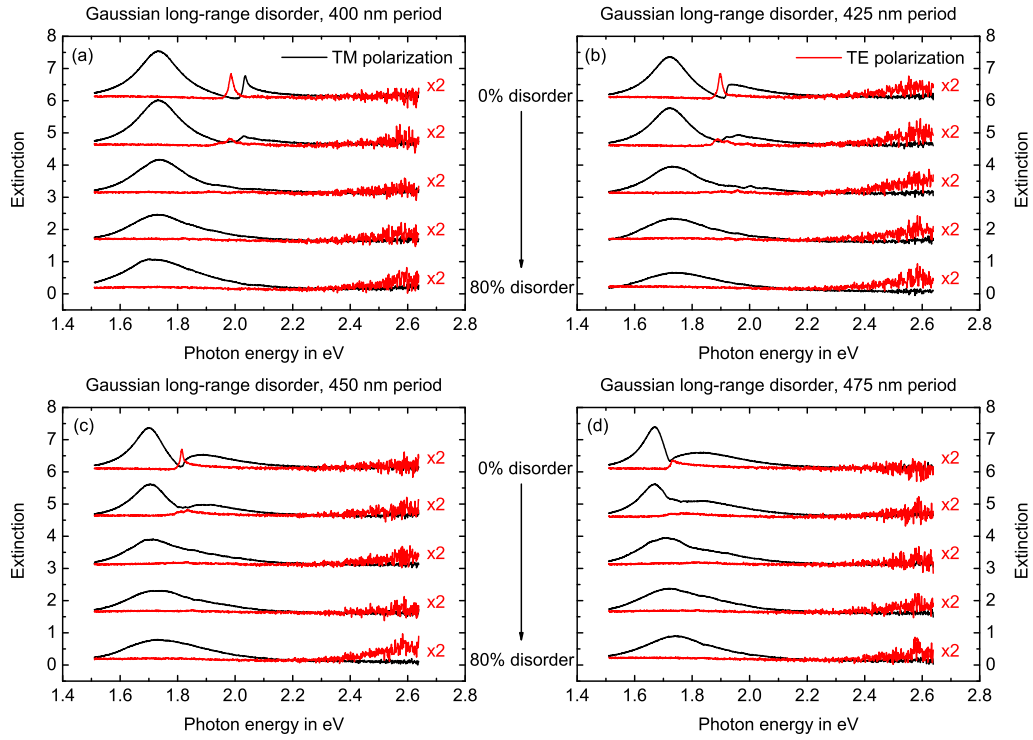 Gaussian long-range disorder, 400 nm period
Gaussian long-range disorder, 425 nm period
(a)
TM polarization
(b)
TE polarization
8
7
6
5
4
3
2
1
0
Extinction
x2
x2
x2
x2
x2
0% disorder
80% disorder
x2
x2
x2
x2
x2
8
7
6
5
4
3
2
1
0
Extinction
1.4 1.6 1.8 2.0 2.2 2.4 2.6 2.8
1.4 1.6 1.8 2.0 2.2 2.4 2.6 2.8
Photon energy in eV
Photon energy in eV
Gaussian long-range disorder, 450 nm period
Gaussian long-range disorder, 475 nm period
(c)
(d)
8
7
6
5
4
3
2
1
0
Extinction
x2
x2
x2
x2
x2
0% disorder
80% disorder
x2
x2
x2
x2
x2
8
7
6
5
4
3
2
1
0
Extinction
1.4 1.6 1.8 2.0 2.2 2.4 2.6 2.8
1.4 1.6 1.8 2.0 2.2 2.4 2.6 2.8
Photon energy in eV
Photon energy in eV